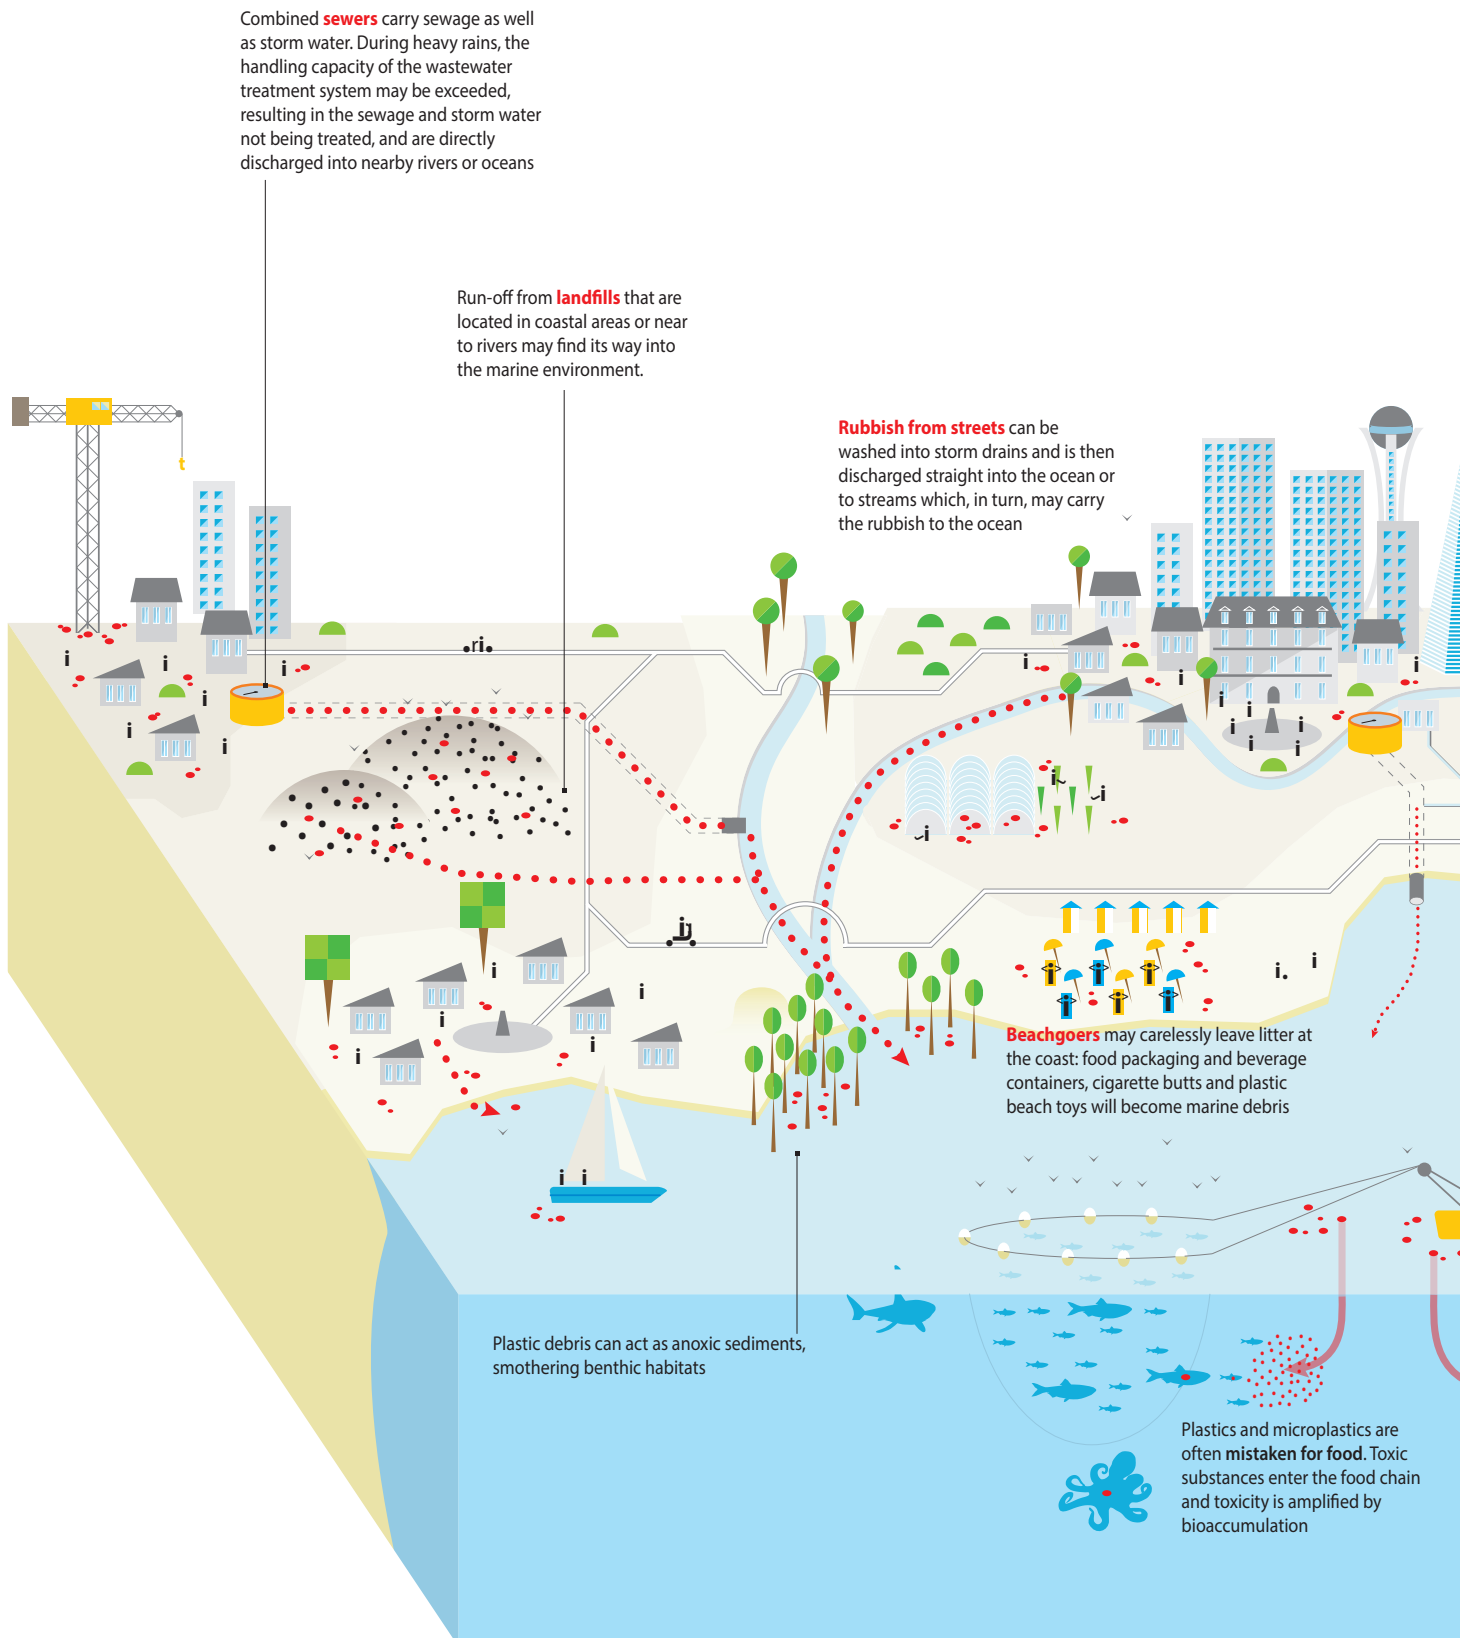 Combined sewers carry sewage as well
as storm water. During heavy rains, the
handling capacity of the wastewater
treatment system may be exceeded,
resulting in the sewage and storm water
not being treated, and are directly
discharged into nearby rivers or oceans
Run-off from landfills that are
located in coastal areas or near
to rivers may find its way into
the marine environment.
Rubbish from streets can be
washed into storm drains and is then
discharged straight into the ocean or
to streams which, in turn, may carry
the rubbish to the ocean
Beachgoers may carelessly leave litter at
the coast: food packaging and beverage
containers, cigarette butts and plastic
beach toys will become marine debris
Plastic debris can act as anoxic sediments,
smothering benthic habitats
Plastics and microplastics are
often mistaken for food. Toxic
substances enter the food chain
and toxicity is amplified by
bioaccumulation